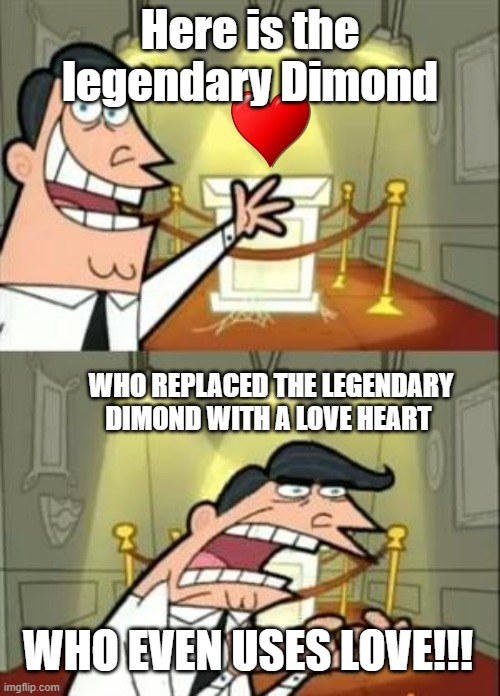 Here is the
legendary Dimond
WHO REPLACED THE LEGENDARY
DIMOND WITH A LOVE HEART
WHO EVEN USES LOVE!!!
imgflip.com